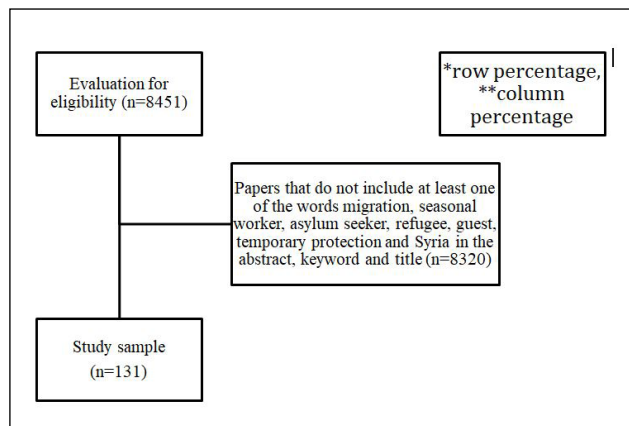 Evaluation for
eligibility (n=8451)
*row percentage,
**column
percentage
Papers that do not include at least one
of the words migration, seasonal
worker, asylum seeker, refugee, guest,
temporary protection and Syria in the
abstract, keyword and title (n=8320)
Study sample
(n=131)